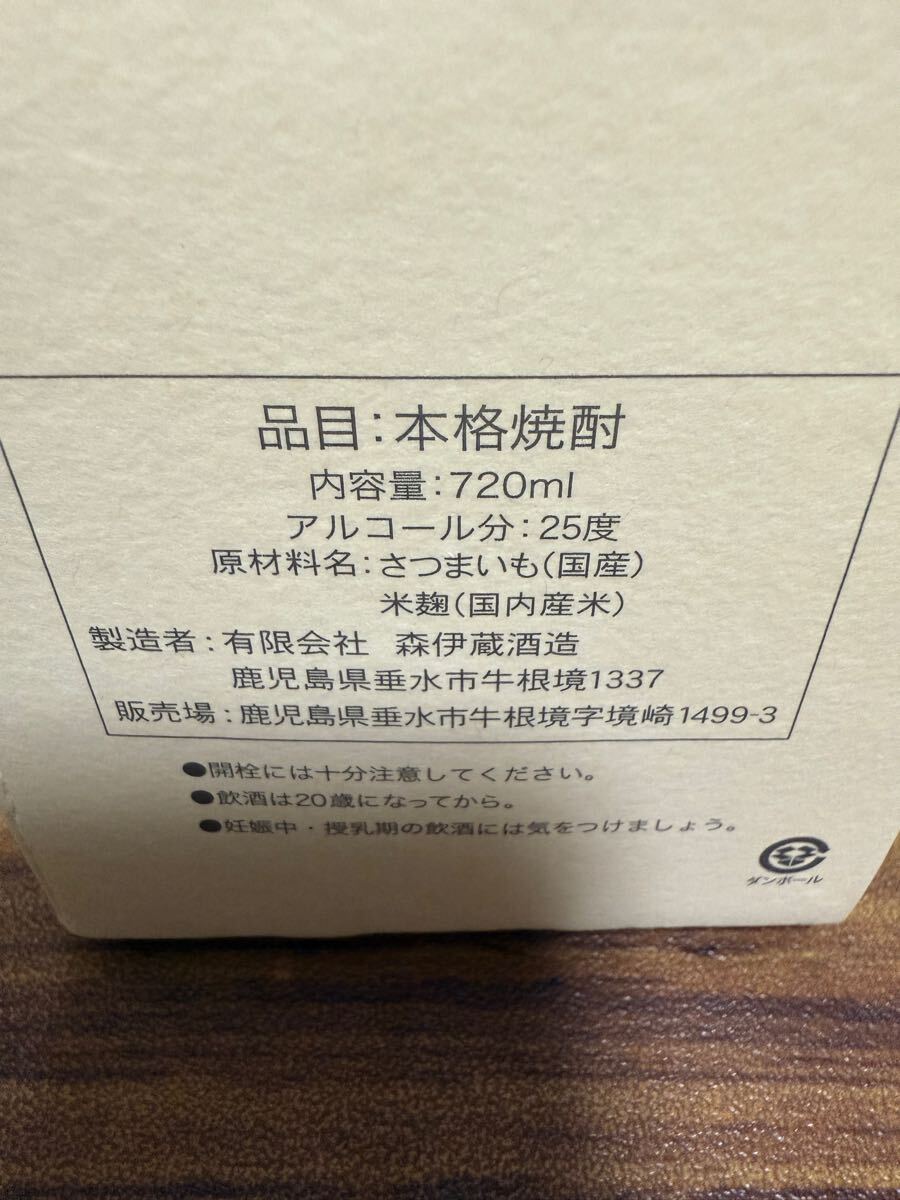 品目：本格焼酎
内容量：720ml
アルコール分：25度
原材料名：さつまいも（国産）
米麹（国内産米）
製造者：有限会社　森伊蔵酒造
鹿児島県垂水市牛根境1337
販売場：鹿児島県垂水市牛根境字境崎1499-3
●開栓には十分注意してください。
●飲酒は20歳になってから。
●妊娠中・授乳期の飲酒には気をつけましょう。
ダンボール